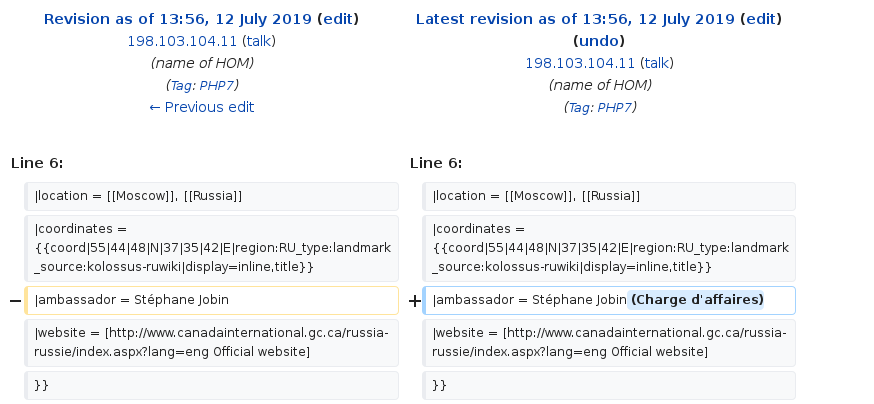 Revision as of 13:56, 12 July 2019 (edit)
198.103.104.11 (talk)
(name of HOM)
(Tag: PHP7)
← Previous edit
Latest revision as of 13:56, 12 July 2019 (edit)
(undo)
198.103.104.11 (talk)
(name of HOM)
(Tag: PHP7)
Line 6:
|location = [[Moscow]], [[Russia]]
|coordinates =
{{coord|55|44|48|N|37|35|42|E|region:RU_type:landmark
_source:kolossus-ruwiki|display=inline,title}}
− |ambassador = Stéphane Jobin
|website = [http://www.canadainternational.gc.ca/russia-
russie/index.aspx?lang=eng Official website]
}}
Line 6:
|location = [[Moscow]], [[Russia]]
|coordinates =
{{coord|55|44|48|N|37|35|42|E|region:RU_type:landmark
_source:kolossus-ruwiki|display=inline,title}}
+ |ambassador = Stéphane Jobin (Charge d'affaires)
|website = [http://www.canadainternational.gc.ca/russia-
russie/index.aspx?lang=eng Official website]
}}